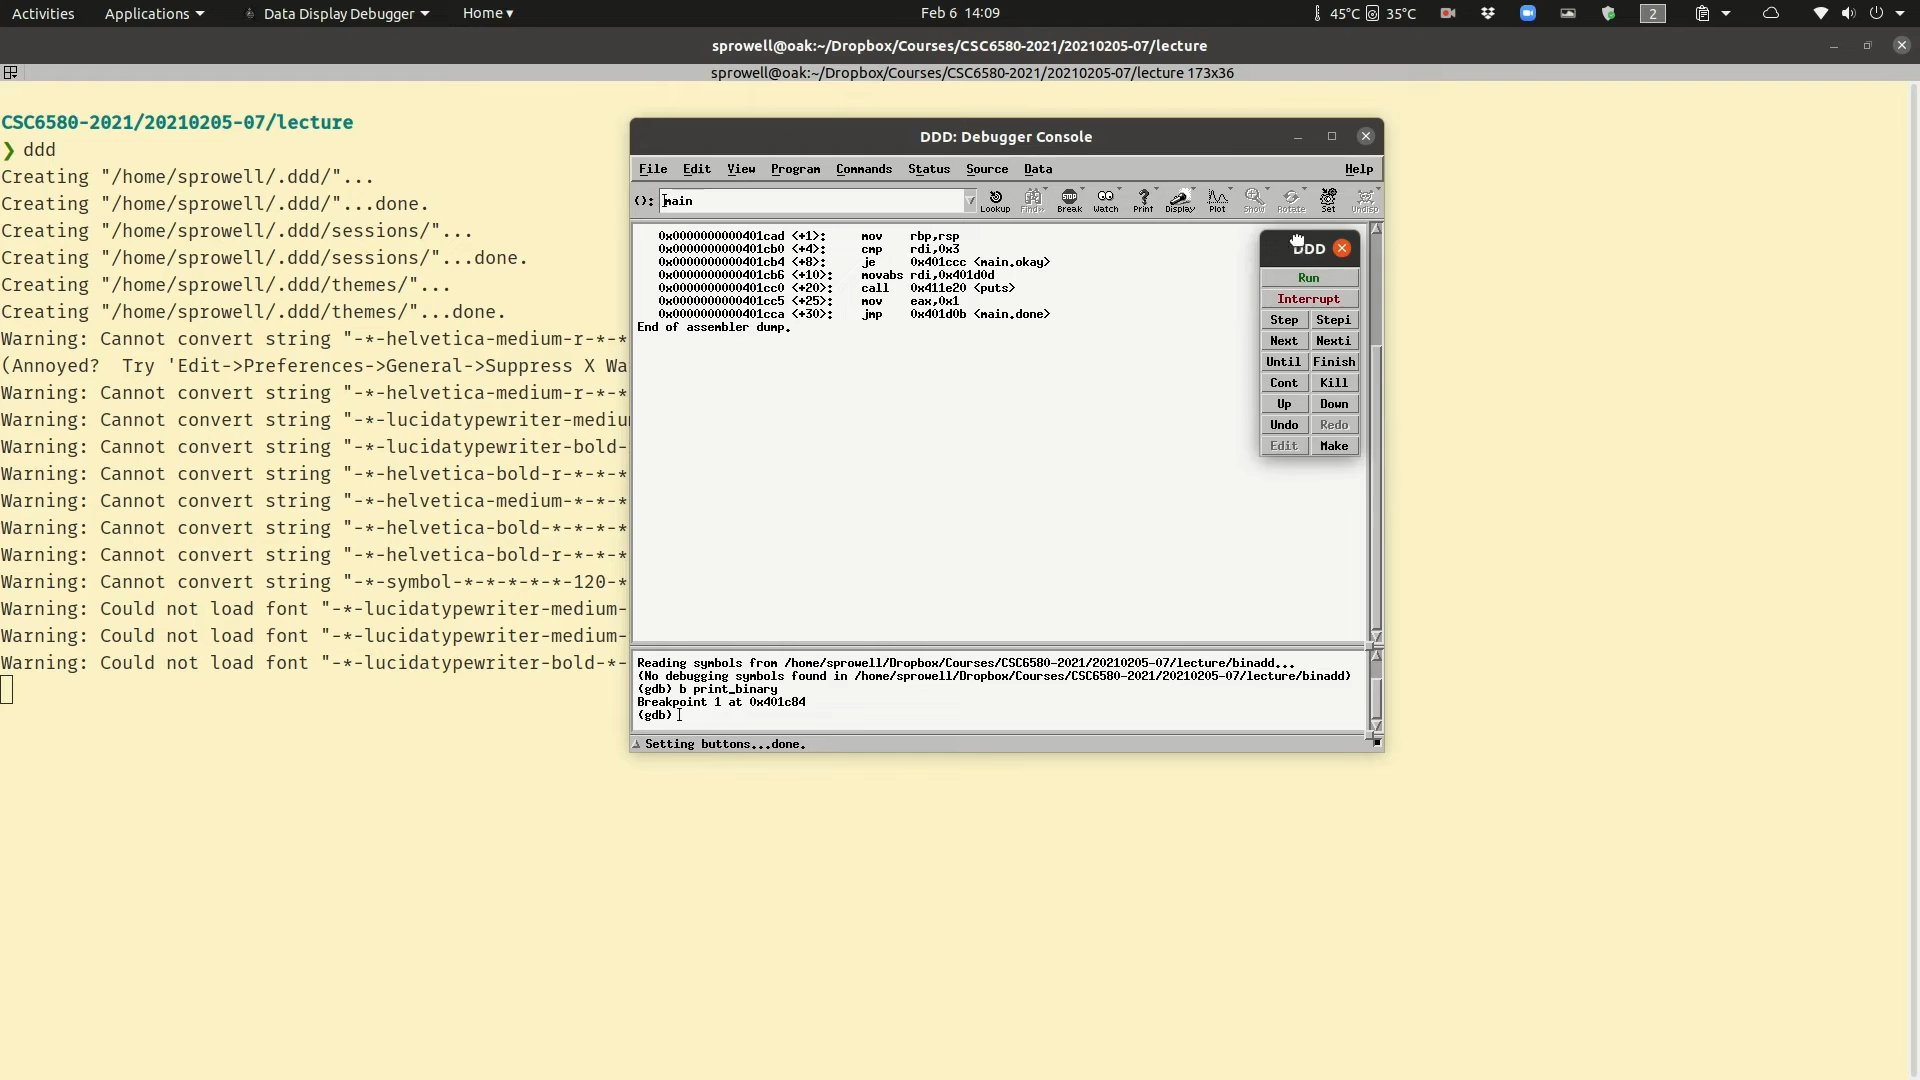 Activities Applications Data Display Debugger Home Feb 6 14:09 45°C 35°C 2
sprowell@oak:~/Dropbox/Courses/CSC6580-2021/20210205-07/lecture
sprowell@oak:~/Dropbox/Courses/CSC6580-2021/20210205-07/lecture 173x36
CSC6580-2021/20210205-07/lecture
❯ ddd
Creating "/home/sprowell/.ddd/"...
Creating "/home/sprowell/.ddd/"...done.
Creating "/home/sprowell/.ddd/sessions/"...
Creating "/home/sprowell/.ddd/sessions/"...done.
Creating "/home/sprowell/.ddd/themes/"...
Creating "/home/sprowell/.ddd/themes/"...done.
Warning: Cannot convert string "-*-helvetica-medium-r-*-*
(Annoyed?  Try 'Edit->Preferences->General->Suppress X Wa
Warning: Cannot convert string "-*-helvetica-medium-r-*-*
Warning: Cannot convert string "-*-lucidatypewriter-mediu
Warning: Cannot convert string "-*-lucidatypewriter-bold-
Warning: Cannot convert string "-*-helvetica-bold-r-*-*-*
Warning: Cannot convert string "-*-helvetica-medium-*-*-*
Warning: Cannot convert string "-*-helvetica-bold-*-*-*-*
Warning: Cannot convert string "-*-helvetica-bold-r-*-*-*
Warning: Cannot convert string "-*-symbol-*-*-*-*-*-120-*
Warning: Could not load font "-*-lucidatypewriter-medium-
Warning: Could not load font "-*-lucidatypewriter-medium-
Warning: Could not load font "-*-lucidatypewriter-bold-*-
DDD: Debugger Console
File Edit View Program Commands Status Source Data Help
(): main Lookup Find>> Break Watch Print Display Plot Show Rotate Set Undisp
0x0000000000401cad <+1>: mov rbp,rsp
0x0000000000401cb0 <+4>: cmp rdi,0x3
0x0000000000401cb4 <+8>: je 0x401ccc <main.okay>
0x0000000000401cb6 <+10>: movabs rdi,0x401d0d
0x0000000000401cc0 <+20>: call 0x411e20 <puts>
0x0000000000401cc5 <+25>: mov eax,0x1
0x0000000000401cca <+30>: jmp 0x401d0b <main.done>
End of assembler dump.
DDD
Run
Interrupt
Step Stepi
Next Nexti
Until Finish
Cont Kill
Up Down
Undo Redo
Edit Make
Reading symbols from /home/sprowell/Dropbox/Courses/CSC6580-2021/20210205-07/lecture/binadd...
(No debugging symbols found in /home/sprowell/Dropbox/Courses/CSC6580-2021/20210205-07/lecture/binadd)
(gdb) b print_binary
Breakpoint 1 at 0x401c84
(gdb)
Setting buttons...done.